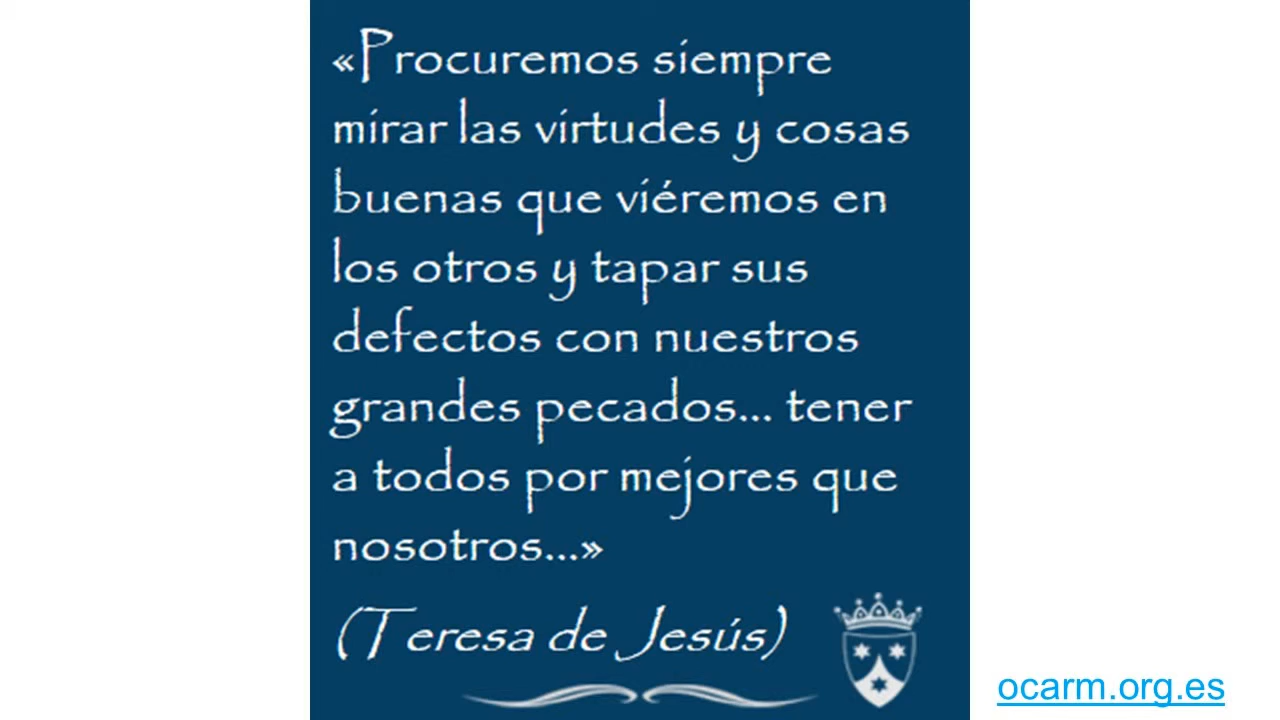 «Procuremos siempre
mirar las virtudes y cosas
buenas que viéremos en
los otros y tapar sus
defectos con nuestros
grandes pecados... tener
a todos por mejores que
nosotros...»
(Teresa de Jesús)
ocarm.org.es